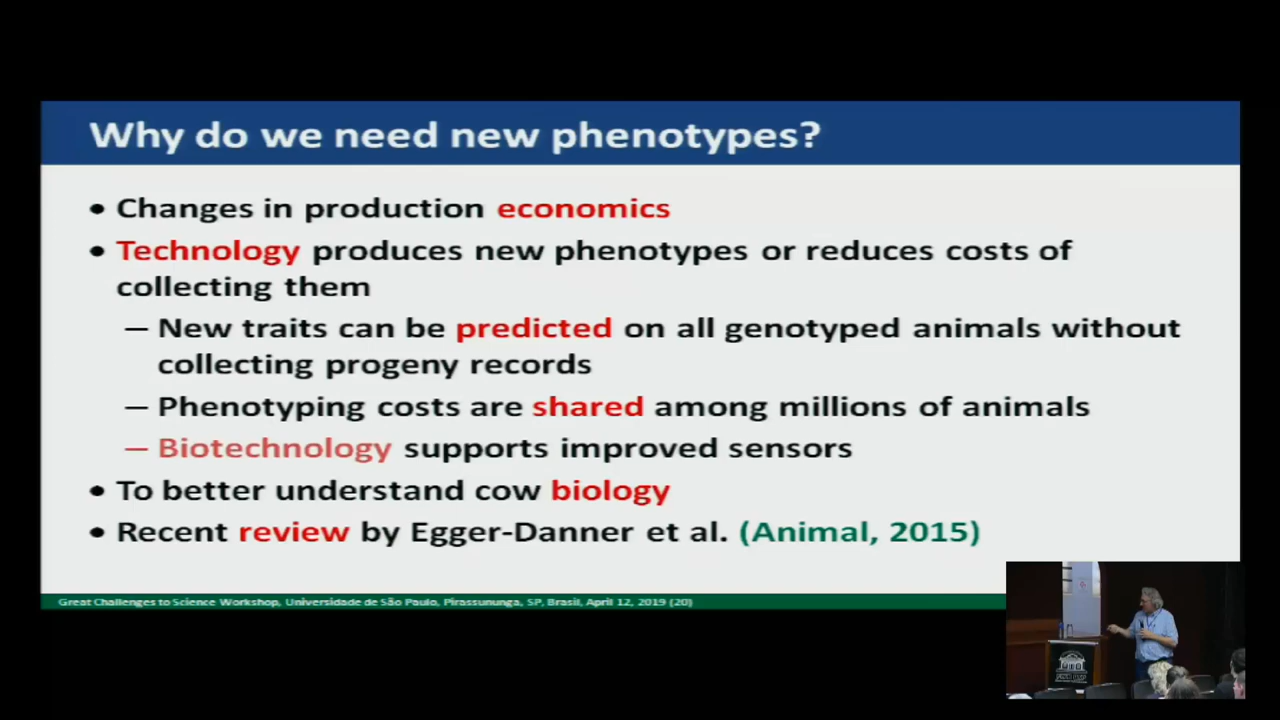 Why do we need new phenotypes?
• Changes in production economics
• Technology produces new phenotypes or reduces costs of
collecting them
– New traits can be predicted on all genotyped animals without
collecting progeny records
– Phenotyping costs are shared among millions of animals
– Biotechnology supports improved sensors
• To better understand cow biology
• Recent review by Egger-Danner et al. (Animal, 2015)
Great Challenges to Science Workshop, Universidade de São Paulo, Pirassununga, SP, Brasil, April 12, 2019 (20)